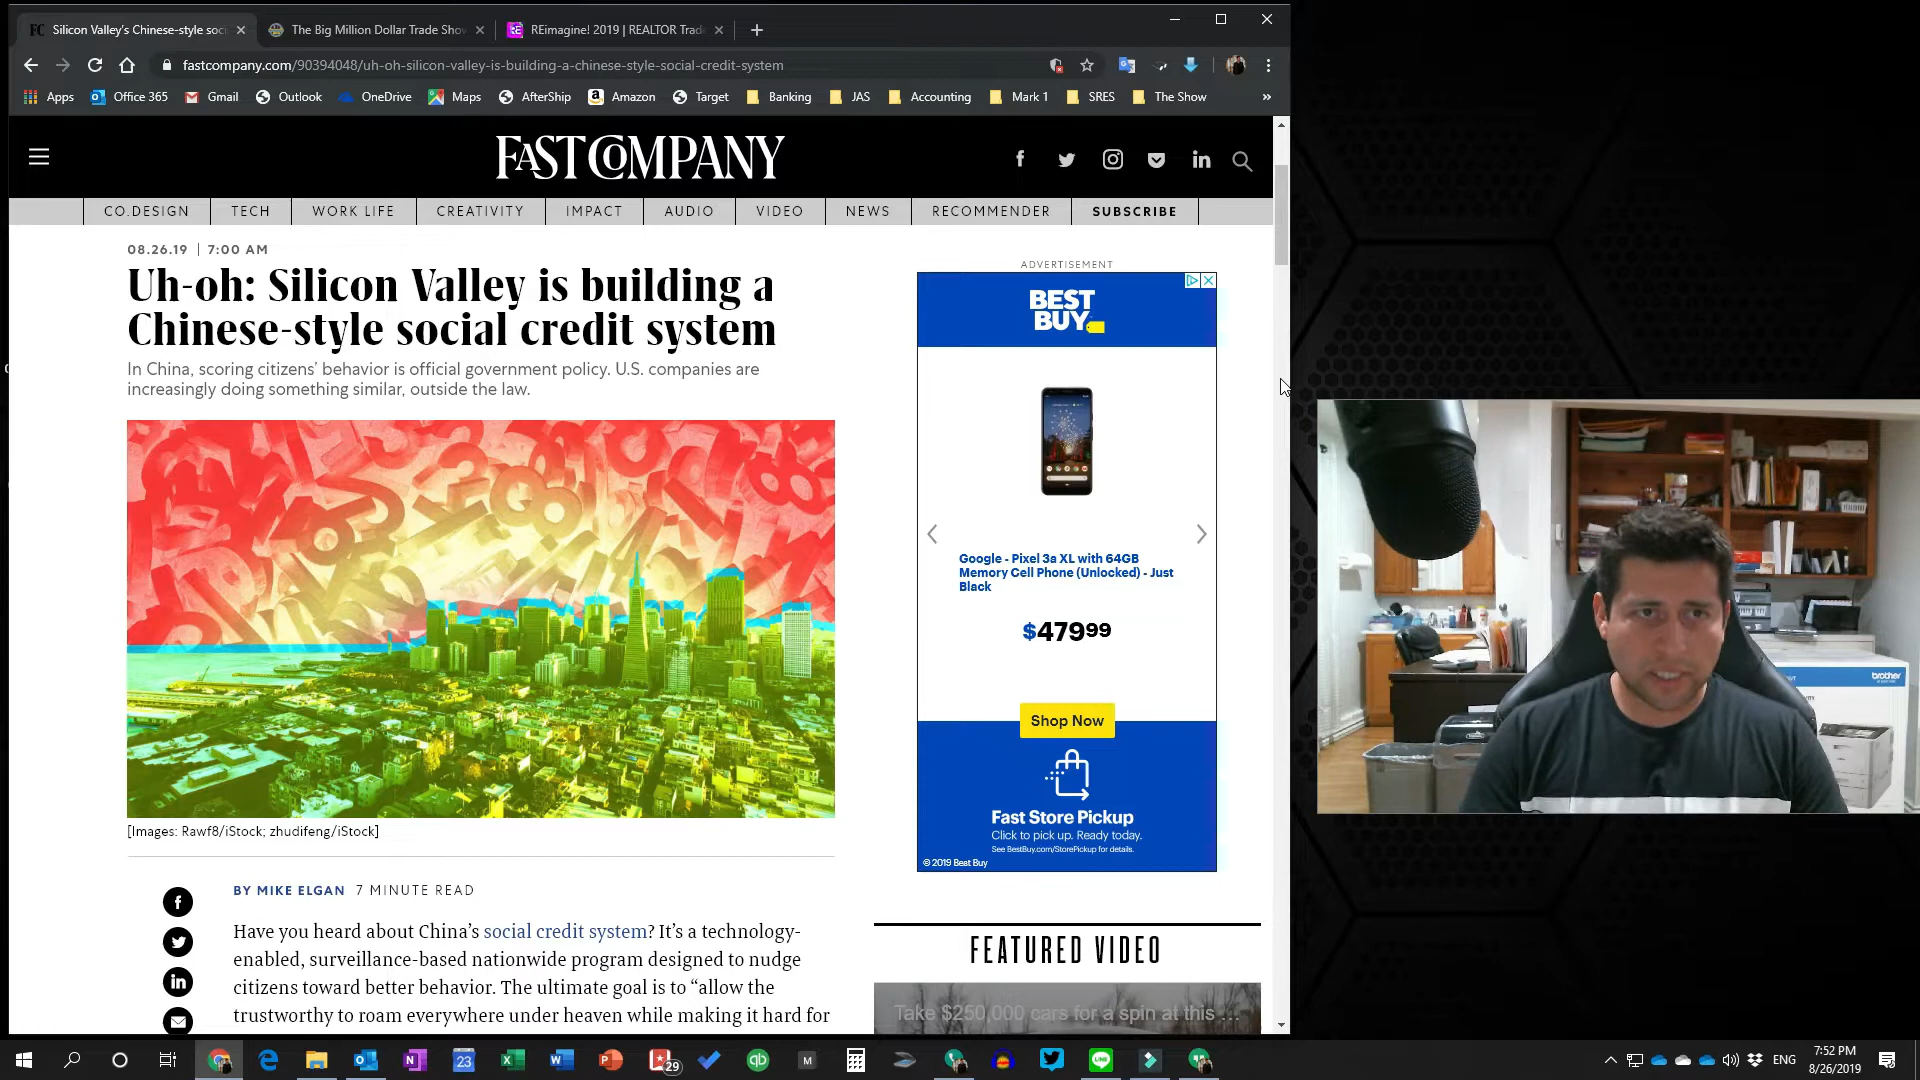 Silicon Valley's Chinese-style soc
The Big Million Dollar Trade Sho
REimagine! 2019 | REALTOR Trad
fastcompany.com/90394048/uh-oh-silicon-valley-is-building-a-chinese-style-social-credit-system
Apps Office 365 Gmail Outlook OneDrive Maps AfterShip Amazon Target Banking JAS Accounting Mark 1 SRES The Show »
FAST COMPANY
CO.DESIGN TECH WORK LIFE CREATIVITY IMPACT AUDIO VIDEO NEWS RECOMMENDER SUBSCRIBE
08.26.19 | 7:00 AM
Uh-oh: Silicon Valley is building a
Chinese-style social credit system
In China, scoring citizens’ behavior is official government policy. U.S. companies are
increasingly doing something similar, outside the law.
[Images: Rawf8/iStock; zhudifeng/iStock]
BY MIKE ELGAN 7 MINUTE READ
Have you heard about China’s social credit system? It’s a technology-
enabled, surveillance-based nationwide program designed to nudge
citizens toward better behavior. The ultimate goal is to “allow the
trustworthy to roam everywhere under heaven while making it hard for
ADVERTISEMENT
BEST
BUY
Google - Pixel 3a XL with 64GB
Memory Cell Phone (Unlocked) - Just
Black
$47999
Shop Now
Fast Store Pickup
Click to pick up. Ready today.
See BestBuy.com/StorePickup for details.
© 2019 Best Buy
FEATURED VIDEO
Take $250,000 cars for a spin at this ...
brother
23
29
ENG
7:52 PM
8/26/2019